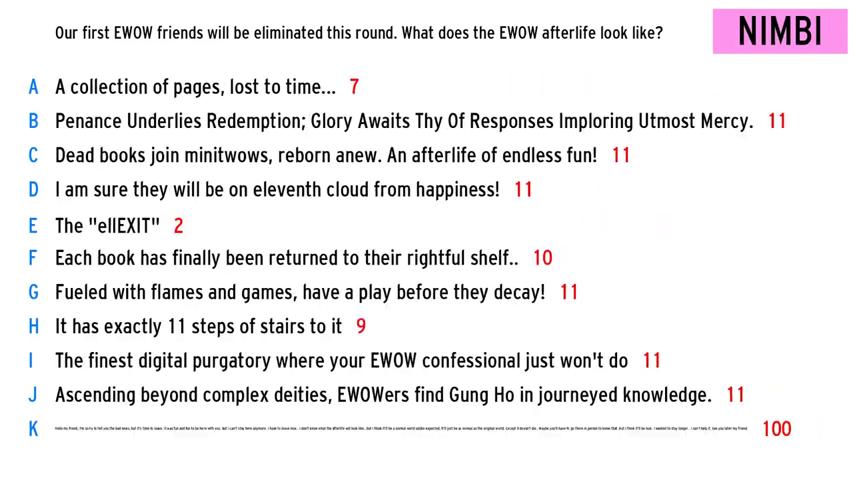 Our first EWOW friends will be eliminated this round. What does the EWOW afterlife look like?
NIMBI
A A collection of pages, lost to time... 7
B Penance Underlies Redemption; Glory Awaits Thy Of Responses Imploring Utmost Mercy. 11
C Dead books join minitwows, reborn anew. An afterlife of endless fun! 11
D I am sure they will be on eleventh cloud from happiness! 11
E The "ellEXIT" 2
F Each book has finally been returned to their rightful shelf.. 10
G Fueled with flames and games, have a play before they decay! 11
H It has exactly 11 steps of stairs to it 9
I The finest digital purgatory where your EWOW confessional just won't do 11
J Ascending beyond complex deities, EWOWers find Gung Ho in journeyed knowledge. 11
K 100